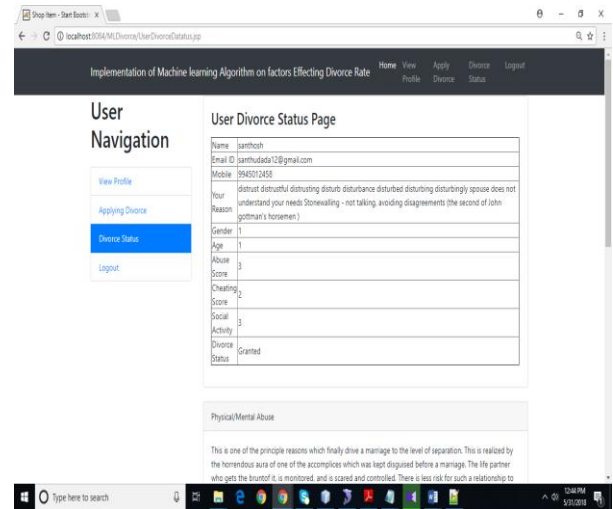 Shop Item - Start Bootst
localhost:8084/MLDivorce/UserDivorceDatatus.jsp
Implementation of Machine learning Algorithm on factors Effecting Divorce Rate
Home
View Profile
Apply Divorce
Divorce Status
Logout
User
Navigation
View Profile
Applying Divorce
Divorce Status
Logout
User Divorce Status Page
Name santhosh
Email ID santhudada12@gmail.com
Mobile 9945012458
Your Reason
distrust distrustful distrusting disturb disturbance disturbed disturbing disturbingly spouse does not
understand your needs Stonewalling - not talking, avoiding disagreements (the second of John
gottman's horsemen )
Gender 1
Age 1
Abuse Score 3
Cheating Score 2
Social Activity 3
Divorce Status Granted
Physical/Mental Abuse
This is one of the principle reasons which finally drive a marriage to the level of separation. This is realized by
the horrendous aura of one of the accomplices which was kept disguised before a marriage. The life partner
who gets the bruntof it, is monitored, and is scared and controlled. There is less risk for such a relationship to
Type here to search
12:44 PM
5/31/2018